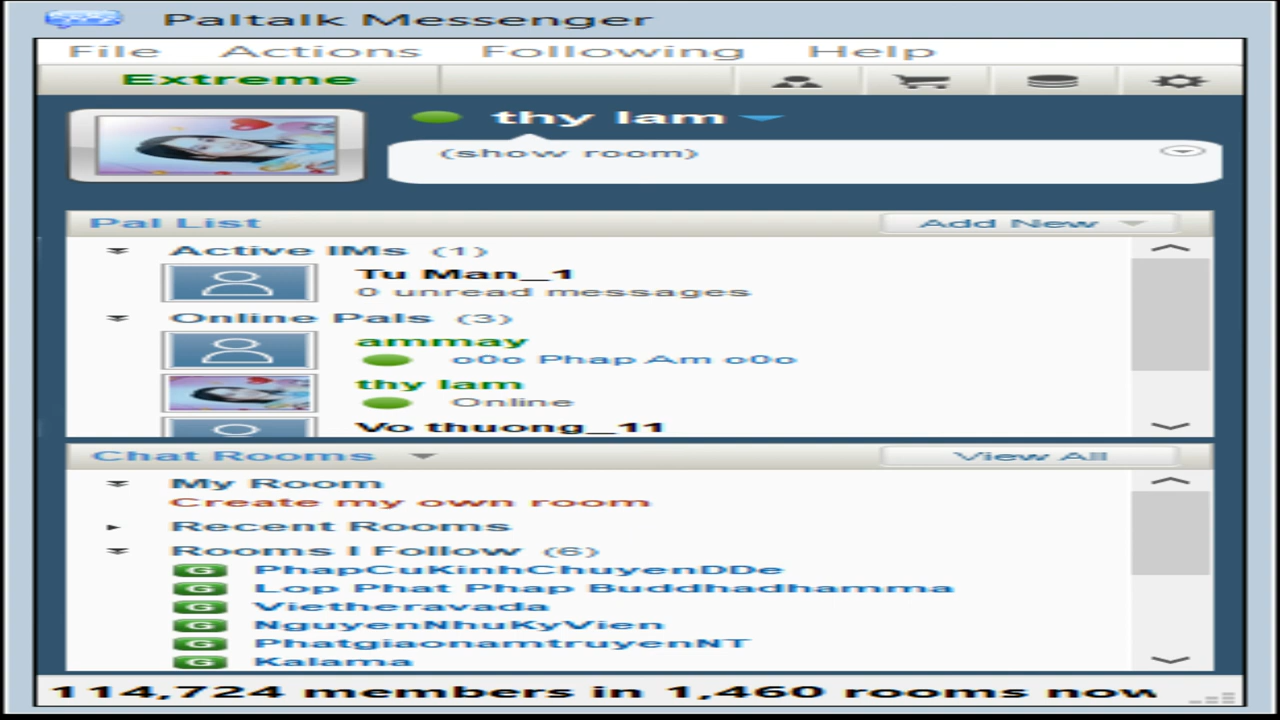 Paltalk Messenger
File Actions Following Help
Extreme
thy lam
(show room)
Pal List Add New
Active IMs (1)
Tu Man_1
0 unread messages
Online Pals (3)
ammay
o0o Phap Am o0o
thy lam
Online
Vo thuong_11
Chat Rooms View All
My Room
Create my own room
Recent Rooms
Rooms I Follow (6)
G PhapCuKinhChuyenDDe
G Lop Phat Phap Buddhadhamma
G Vietheravada
G NguyenNhuKyVien
G PhatgiaonamtruyenNT
G Kalama
114,724 members in 1,460 rooms now